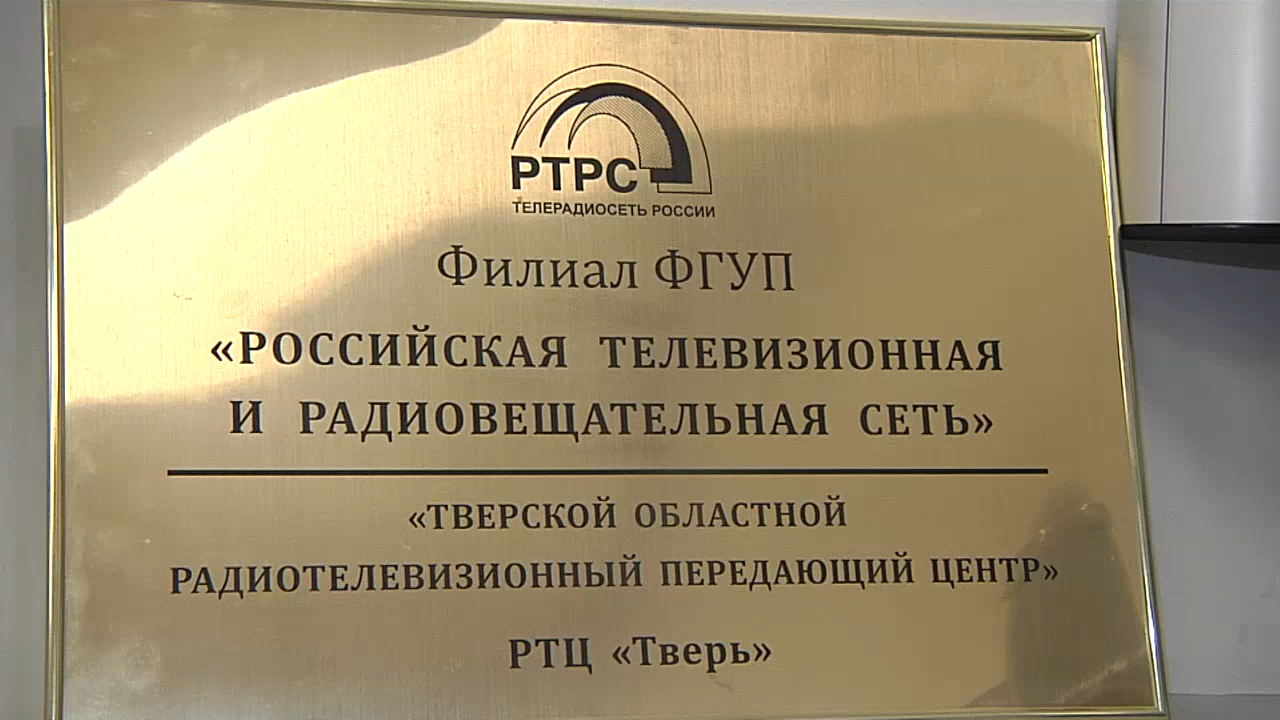 РТРС
ТЕЛЕРАДИОСЕТЬ РОССИИ
Филиал ФГУП
«РОССИЙСКАЯ ТЕЛЕВИЗИОННАЯ
И РАДИОВЕЩАТЕЛЬНАЯ СЕТЬ»
«ТВЕРСКОЙ ОБЛАСТНОЙ
РАДИОТЕЛЕВИЗИОННЫЙ ПЕРЕДАЮЩИЙ ЦЕНТР»
РТЦ «Тверь»